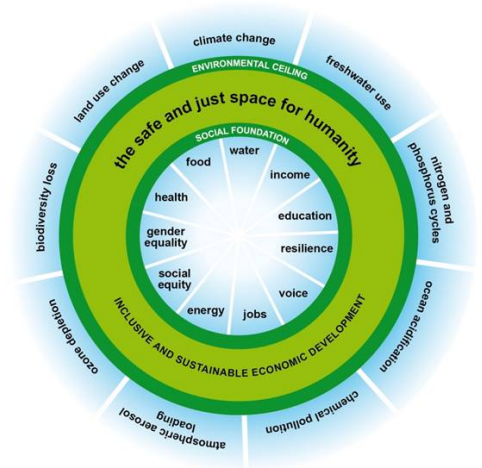 climate change
freshwater use
nitrogen and
phosphorus cycles
ocean acidification
chemical pollution
atmospheric aerosol
loading
ozone depletion
biodiversity loss
land use change
ENVIRONMENTAL CEILING
the safe and just space for humanity
SOCIAL FOUNDATION
water
income
education
resilience
voice
jobs
energy
social
equity
gender
equality
health
food
INCLUSIVE AND SUSTAINABLE ECONOMIC DEVELOPMENT